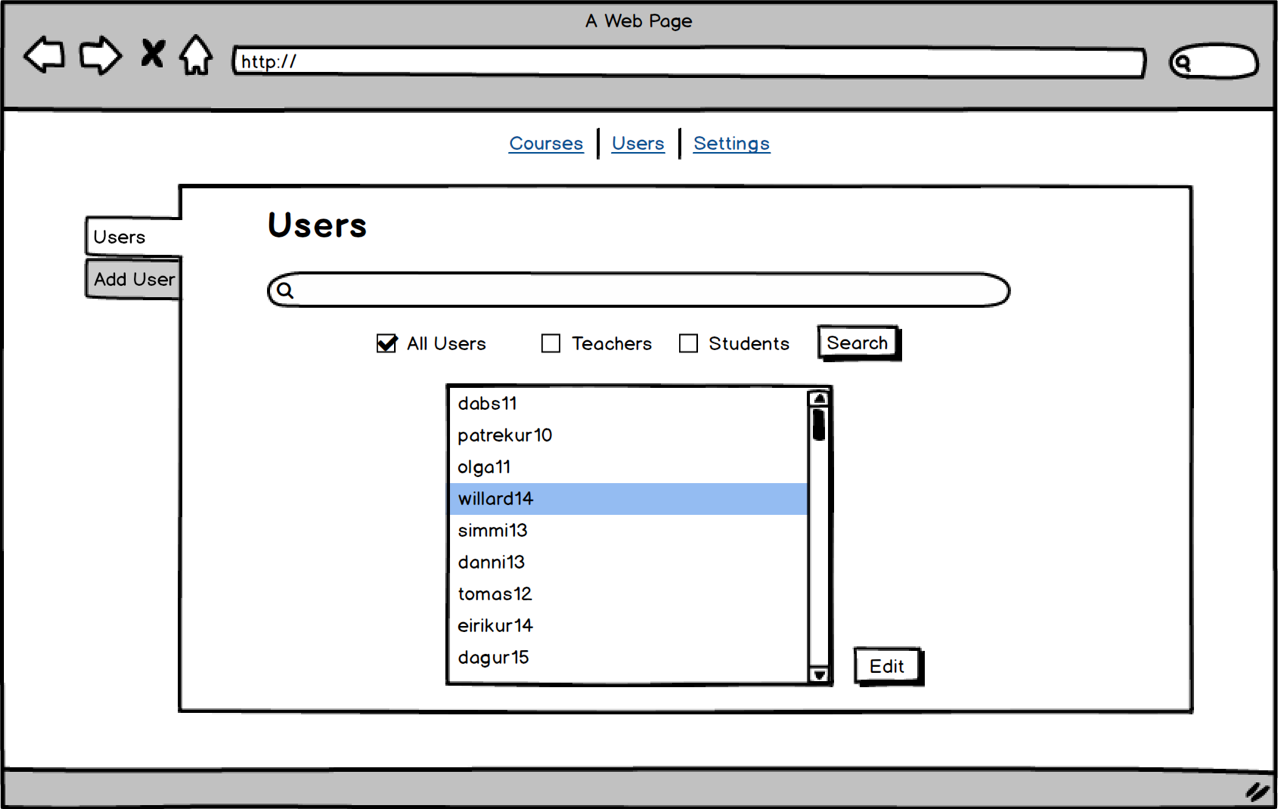 A Web Page
http://
Courses Users Settings
Users
Users
Add User
All Users Teachers Students Search
dabs11
patrekur10
olga11
willard14
simmi13
danni13
tomas12
eirikur14
dagur15
Edit